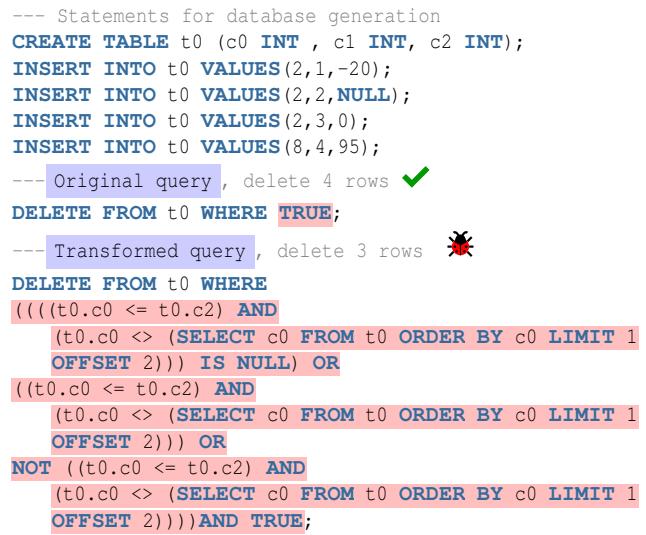 --- Statements for database generation
CREATE TABLE t0 (c0 INT , c1 INT, c2 INT);
INSERT INTO t0 VALUES(2,1,-20);
INSERT INTO t0 VALUES(2,2,NULL);
INSERT INTO t0 VALUES(2,3,0);
INSERT INTO t0 VALUES(8,4,95);
--- Original query , delete 4 rows
DELETE FROM t0 WHERE TRUE;
--- Transformed query , delete 3 rows
DELETE FROM t0 WHERE
((((t0.c0 <= t0.c2) AND
(t0.c0 <> (SELECT c0 FROM t0 ORDER BY c0 LIMIT 1
OFFSET 2))) IS NULL) OR
((t0.c0 <= t0.c2) AND
(t0.c0 <> (SELECT c0 FROM t0 ORDER BY c0 LIMIT 1
OFFSET 2))) OR
NOT ((t0.c0 <= t0.c2) AND
(t0.c0 <> (SELECT c0 FROM t0 ORDER BY c0 LIMIT 1
OFFSET 2))))AND TRUE;